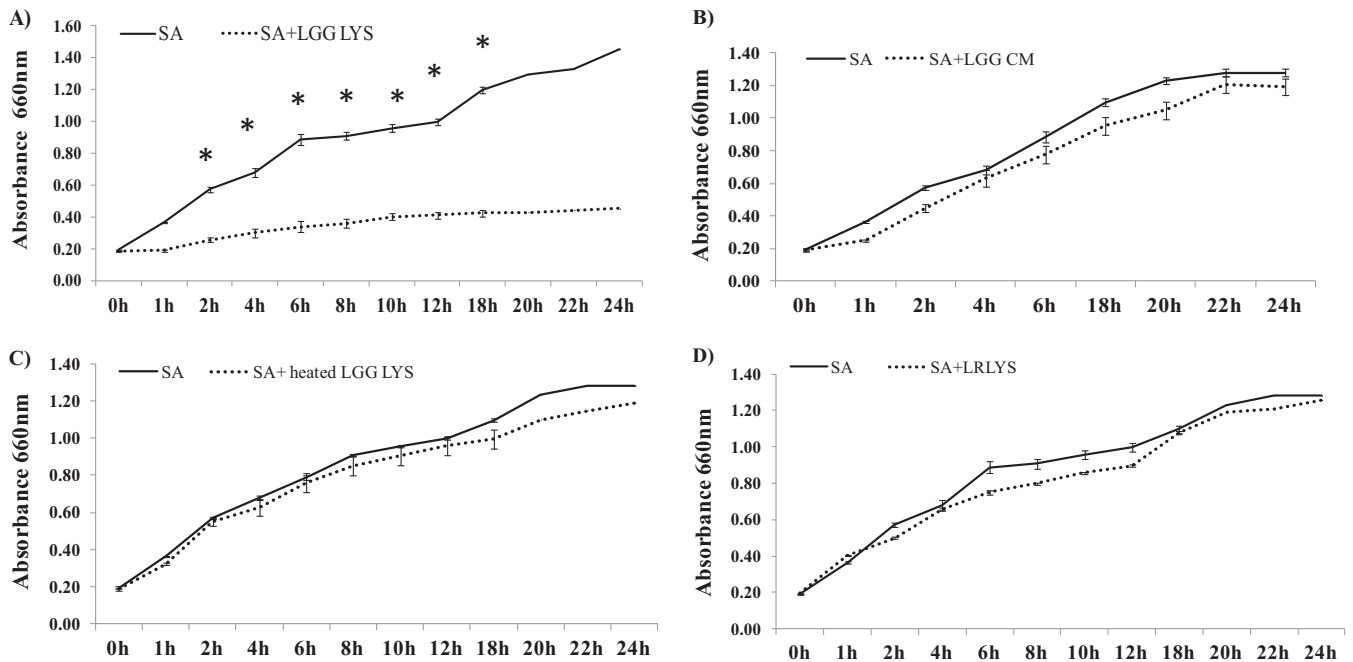 A)
SA SA+LGG LYS
Absorbance 660nm
1.60
1.40
1.20
1.00
0.80
0.60
0.40
0.20
0.00
* * * * * * * *
0h 1h 2h 4h 6h 8h 10h 12h 18h 20h 22h 24h
B)
SA SA+LGG CM
Absorbance 660nm
1.40
1.20
1.00
0.80
0.60
0.40
0.20
0.00
0h 1h 2h 4h 6h 18h 20h 22h 24h
C)
SA SA+ heated LGG LYS
Absorbance 660nm
1.40
1.20
1.00
0.80
0.60
0.40
0.20
0.00
0h 1h 2h 4h 6h 8h 10h 12h 18h 20h 22h 24h
D)
SA SA+LRLYS
Absorbance 660nm
1.40
1.20
1.00
0.80
0.60
0.40
0.20
0.00
0h 1h 2h 4h 6h 8h 10h 12h 18h 20h 22h 24h